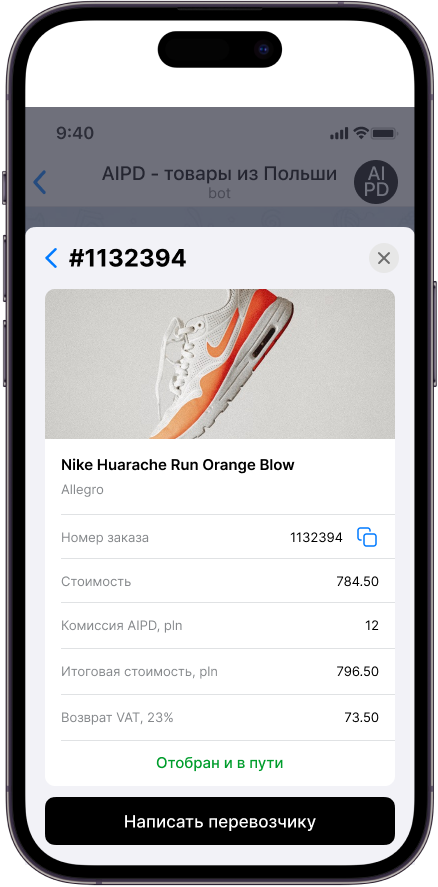 9:40
AIPD - товары из Польши
bot
AI
PD
#1132394
Nike Huarache Run Orange Blow
Allegro
Номер заказа 1132394
Стоимость 784.50
Комиссия AIPD, pln 12
Итоговая стоимость, pln 796.50
Возврат VAT, 23% 73.50
Отобран и в пути
Написать перевозчику